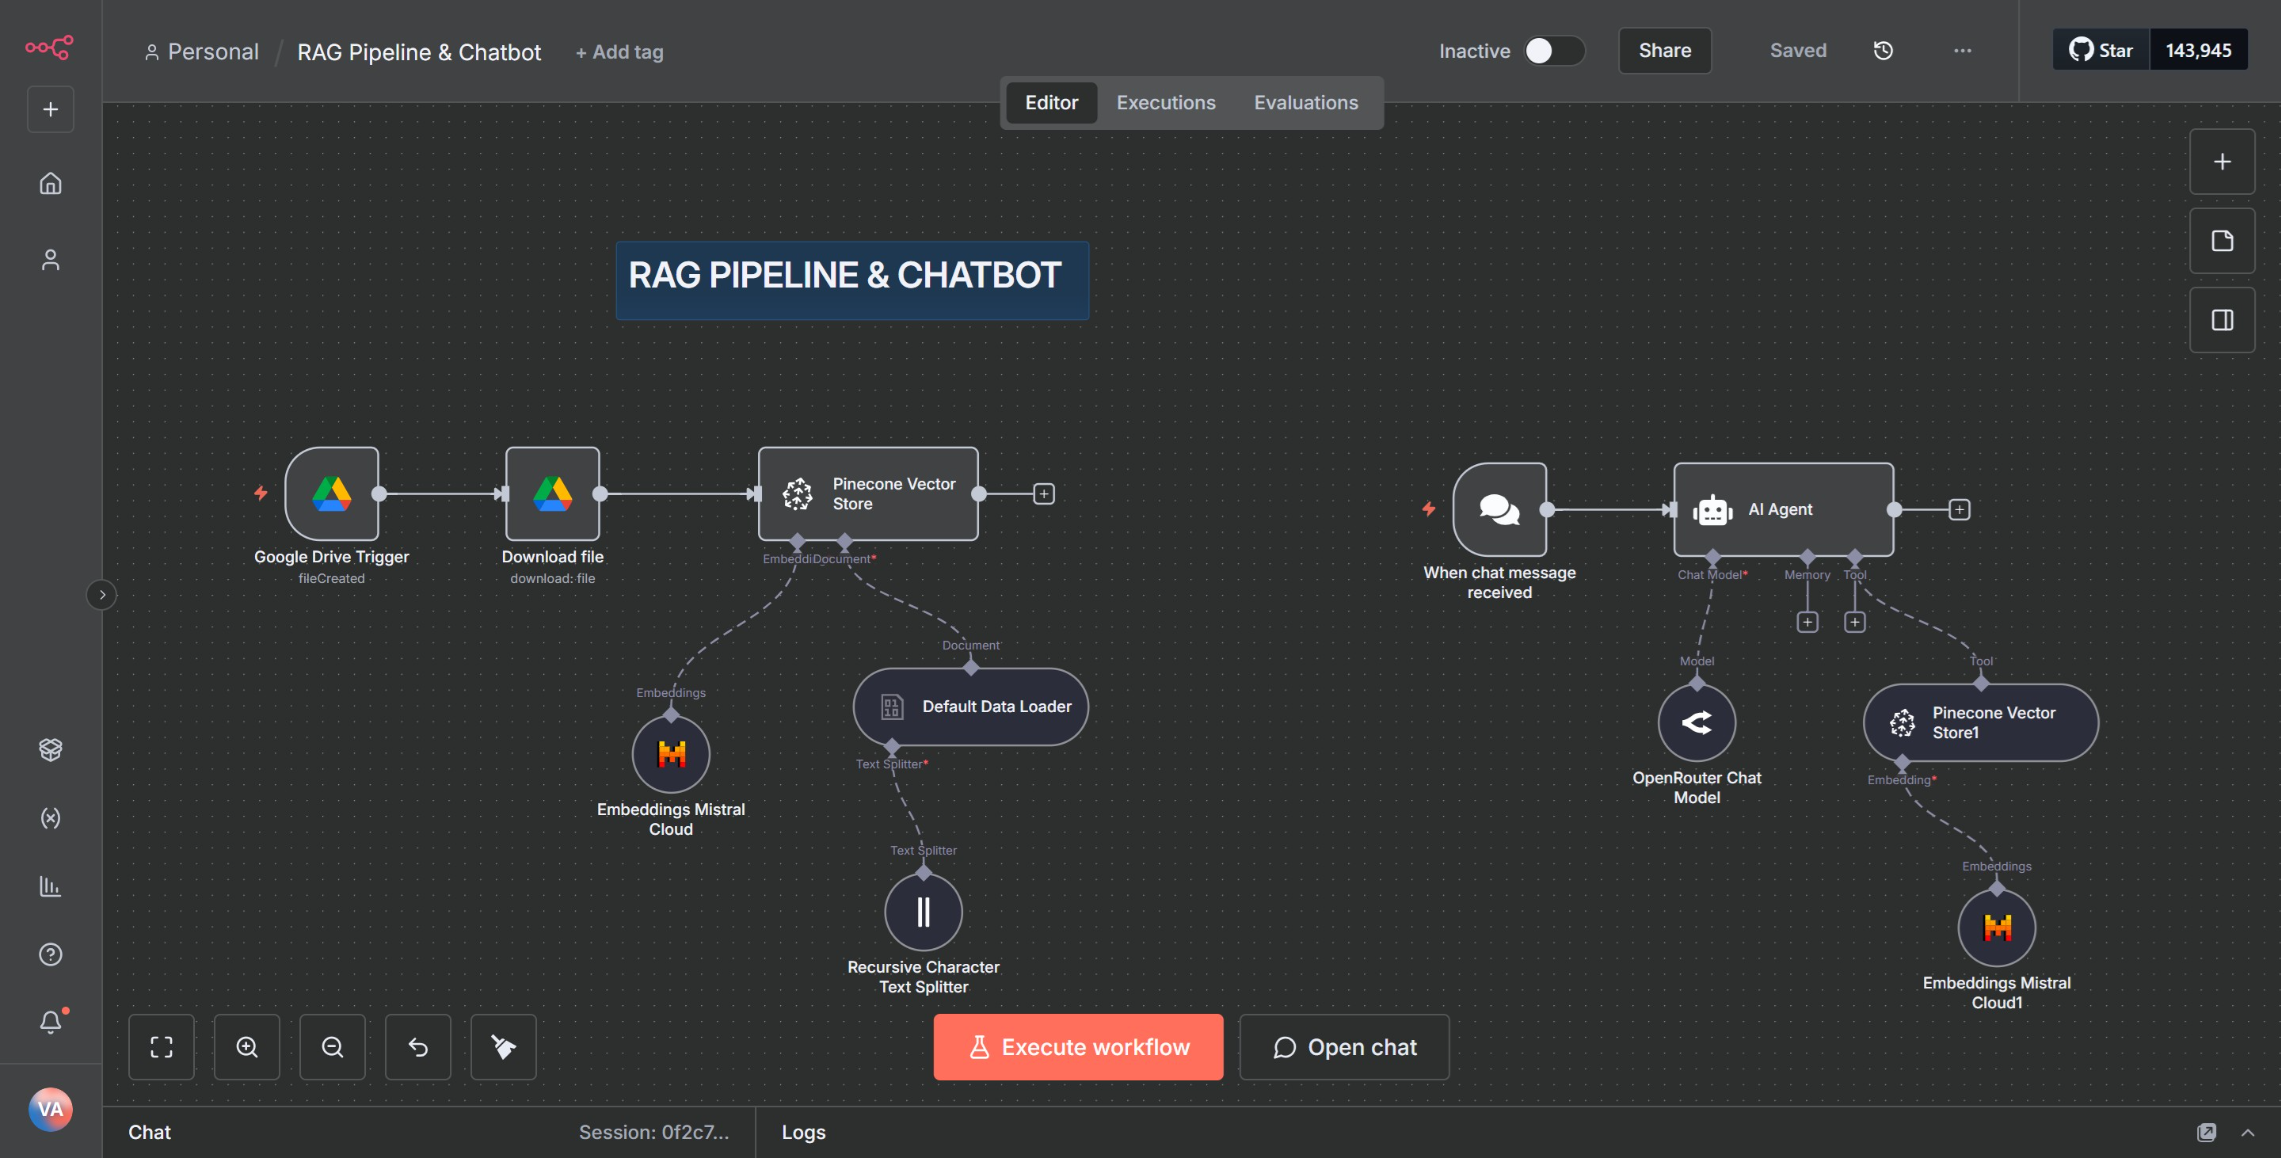 Personal / RAG Pipeline & Chatbot + Add tag
Inactive Share Saved ... Star 143,945
Editor Executions Evaluations
RAG PIPELINE & CHATBOT
Google Drive Trigger
fileCreated
Download file
download: file
Pinecone Vector
Store
EmbeddiDocument*
Embeddings
Embeddings Mistral
Cloud
Document
Default Data Loader
Text Splitter*
Text Splitter
Recursive Character
Text Splitter
When chat message
received
AI Agent
Chat Model* Memory Tool
Model
OpenRouter Chat
Model
Tool
Pinecone Vector
Store1
Embedding*
Embeddings
Embeddings Mistral
Cloud1
Execute workflow Open chat
VA
Chat Session: 0f2c7... Logs